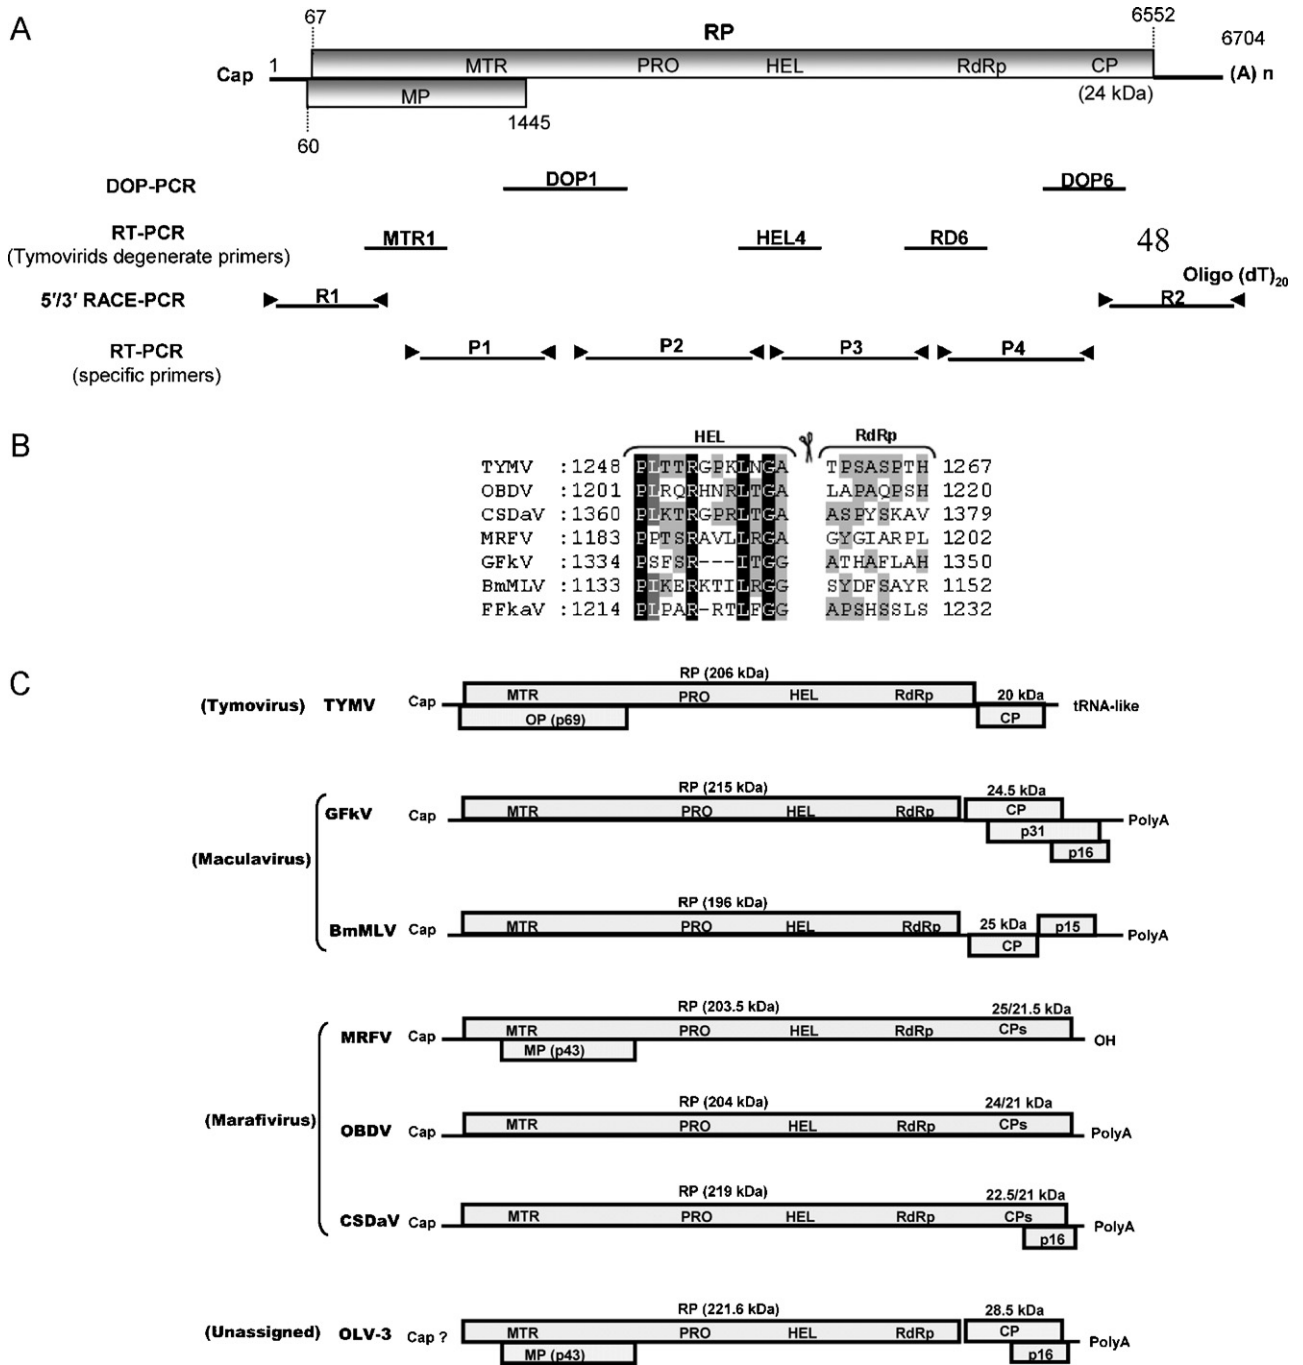 A
67
6552
RP
6704
Cap
1
MTR PRO HEL RdRp CP
(A) n
MP
(24 kDa)
1445
60
DOP-PCR
DOP1
DOP6
RT-PCR
(Tymovirids degenerate primers)
MTR1
HEL4
RD6
48
Oligo (dT)20
5'/3' RACE-PCR
R1
R2
RT-PCR
(specific primers)
P1
P2
P3
P4
B
HEL RdRp
TYMV :1248 PLTTRGPKLNGA TPSASPTH 1267
OBDV :1201 PLRQRHNRLTGA LAPAQPSH 1220
CSDaV :1360 PLKTRGPRLTGA ASPYSKAV 1379
MRFV :1183 PPTSRAVLLRGA GYGIARPL 1202
GFkV :1334 PSFSR---ITGG ATHAFLAH 1350
BmMLV :1133 PIKERKTILRGG SYDFSAYR 1152
FFkaV :1214 PLPAR-RTLFGG APSHSSLS 1232
C
RP (206 kDa)
(Tymovirus) TYMV Cap
MTR PRO HEL RdRp
20 kDa
tRNA-like
OP (p69)
CP
RP (215 kDa)
24.5 kDa
GFkV Cap
MTR PRO HEL RdRp CP
PolyA
p31
p16
(Maculavirus)
RP (196 kDa)
BmMLV Cap
MTR PRO HEL RdRp
25 kDa
p15
PolyA
CP
RP (203.5 kDa)
25/21.5 kDa
MRFV Cap
MTR PRO HEL RdRp CPs
OH
MP (p43)
(Marafivirus)
RP (204 kDa)
24/21 kDa
OBDV Cap
MTR PRO HEL RdRp CPs
PolyA
RP (219 kDa)
22.5/21 kDa
CSDaV Cap
MTR PRO HEL RdRp CPs
PolyA
p16
RP (221.6 kDa)
28.5 kDa
(Unassigned) OLV-3 Cap ?
MTR PRO HEL RdRp CP
PolyA
MP (p43)
p16